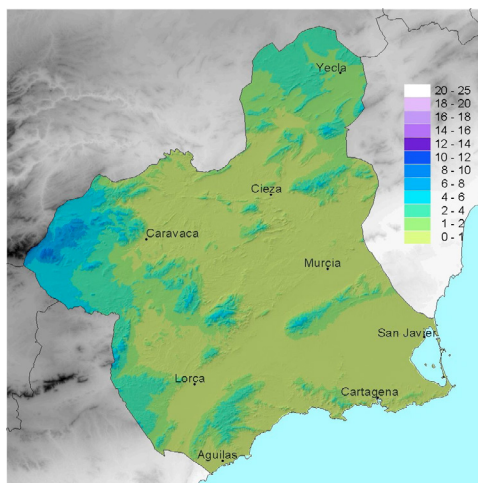 Yecla
20 - 25
18 - 20
16 - 18
14 - 16
12 - 14
10 - 12
8 - 10
6 - 8
4 - 6
2 - 4
1 - 2
0 - 1
Cieza
Caravaca
Murcia
San Javier
Lorca
Cartagena
Aguilas